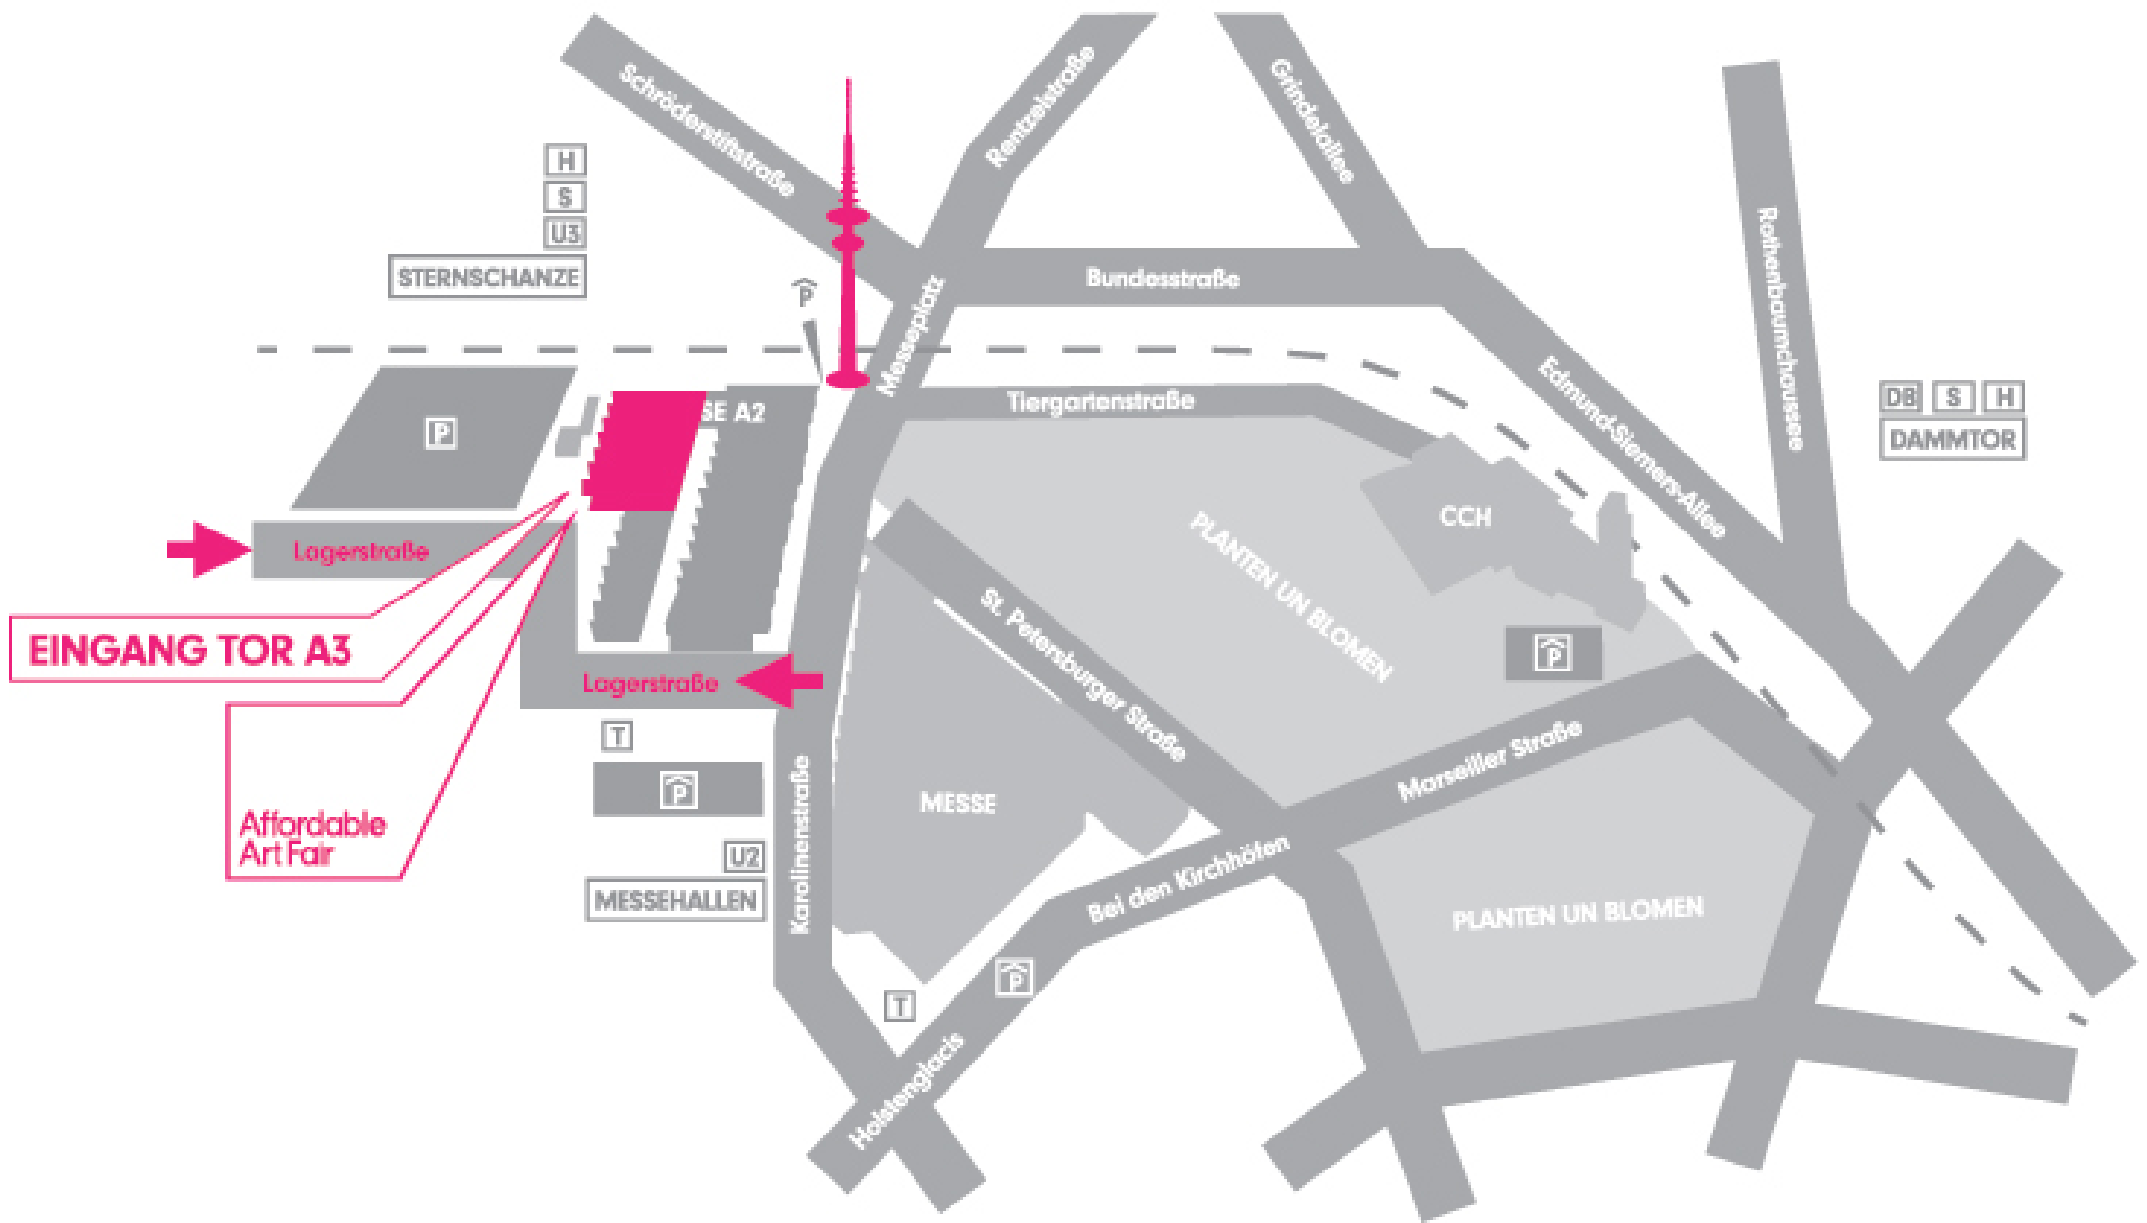 Schröderstiftstraße
Rentzelstraße
Grindelallee
Rothenbaumchaussee
H
S
U3
STERNSCHANZE
P
Bundesstraße
Messeplatz
Edmund-Siemers-Allee
Tiergartenstraße
SE A2
P
DB S H
DAMMTOR
CCH
PLANTEN UN BLOMEN
Lagerstraße
EINGANG TOR A3
St. Petersburger Straße
P
Lagerstraße
T
P
Marseiller Straße
MESSE
Affordable
Art Fair
U2
MESSEHALLEN
Karolinenstraße
Bei den Kirchhöfen
PLANTEN UN BLOMEN
P
T
Holstenglacis